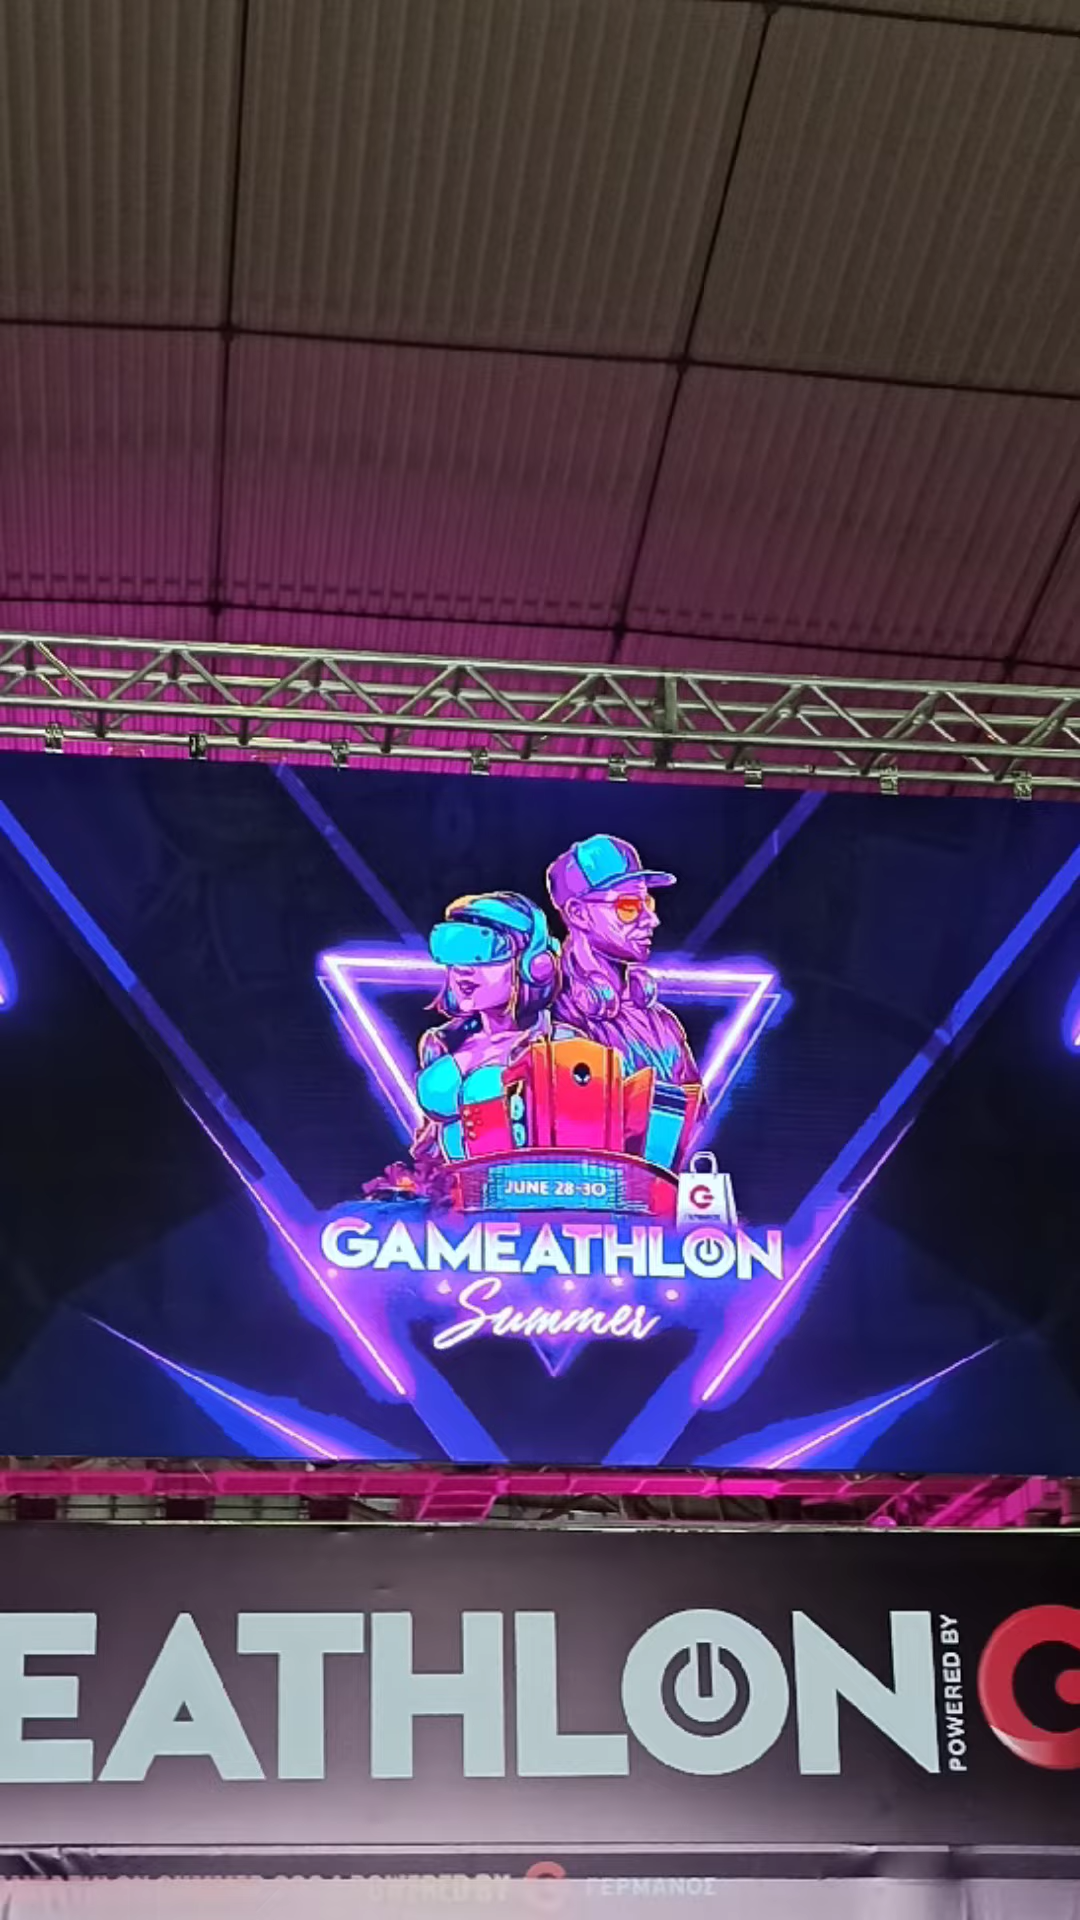 JUNE 28-30
GAMEATHLON
Summer
EATHLON
POWERED BY
POWERED BY ΓΕΡΜΑΝΟΣ